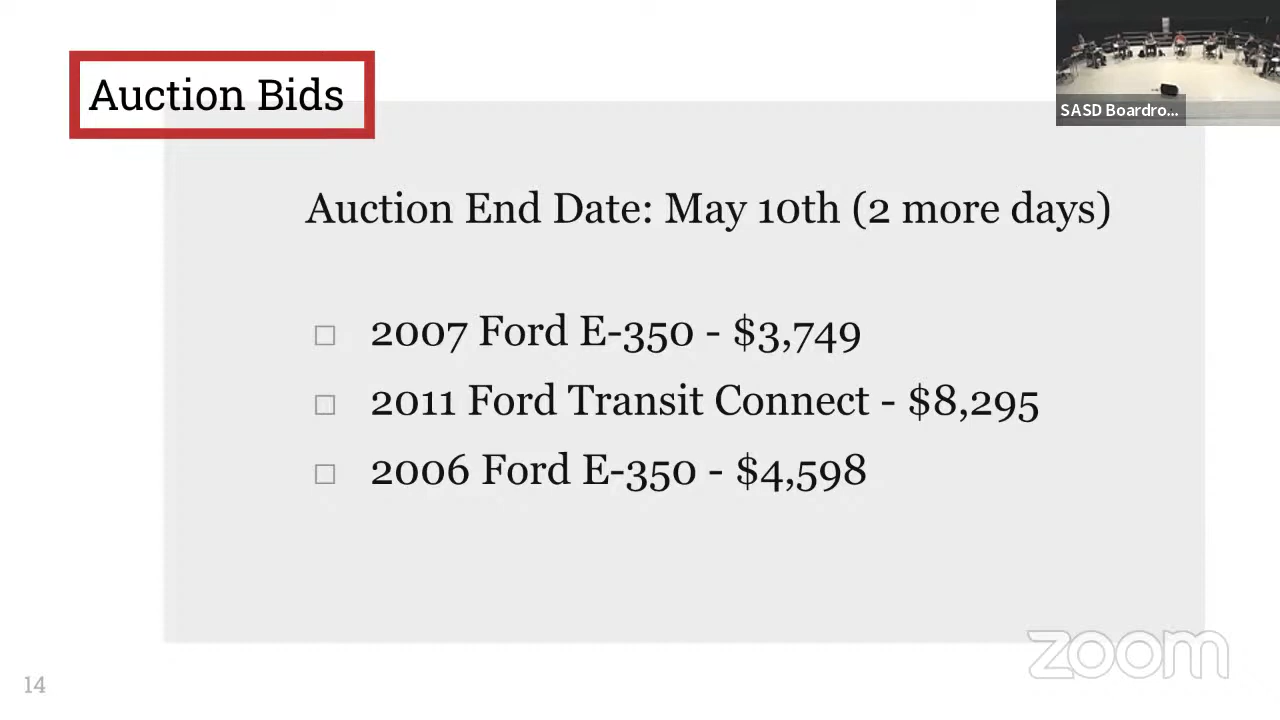 Auction Bids
SASD Boardro...
Auction End Date: May 10th (2 more days)
2007 Ford E-350 - $3,749
2011 Ford Transit Connect - $8,295
2006 Ford E-350 - $4,598
zoom
14